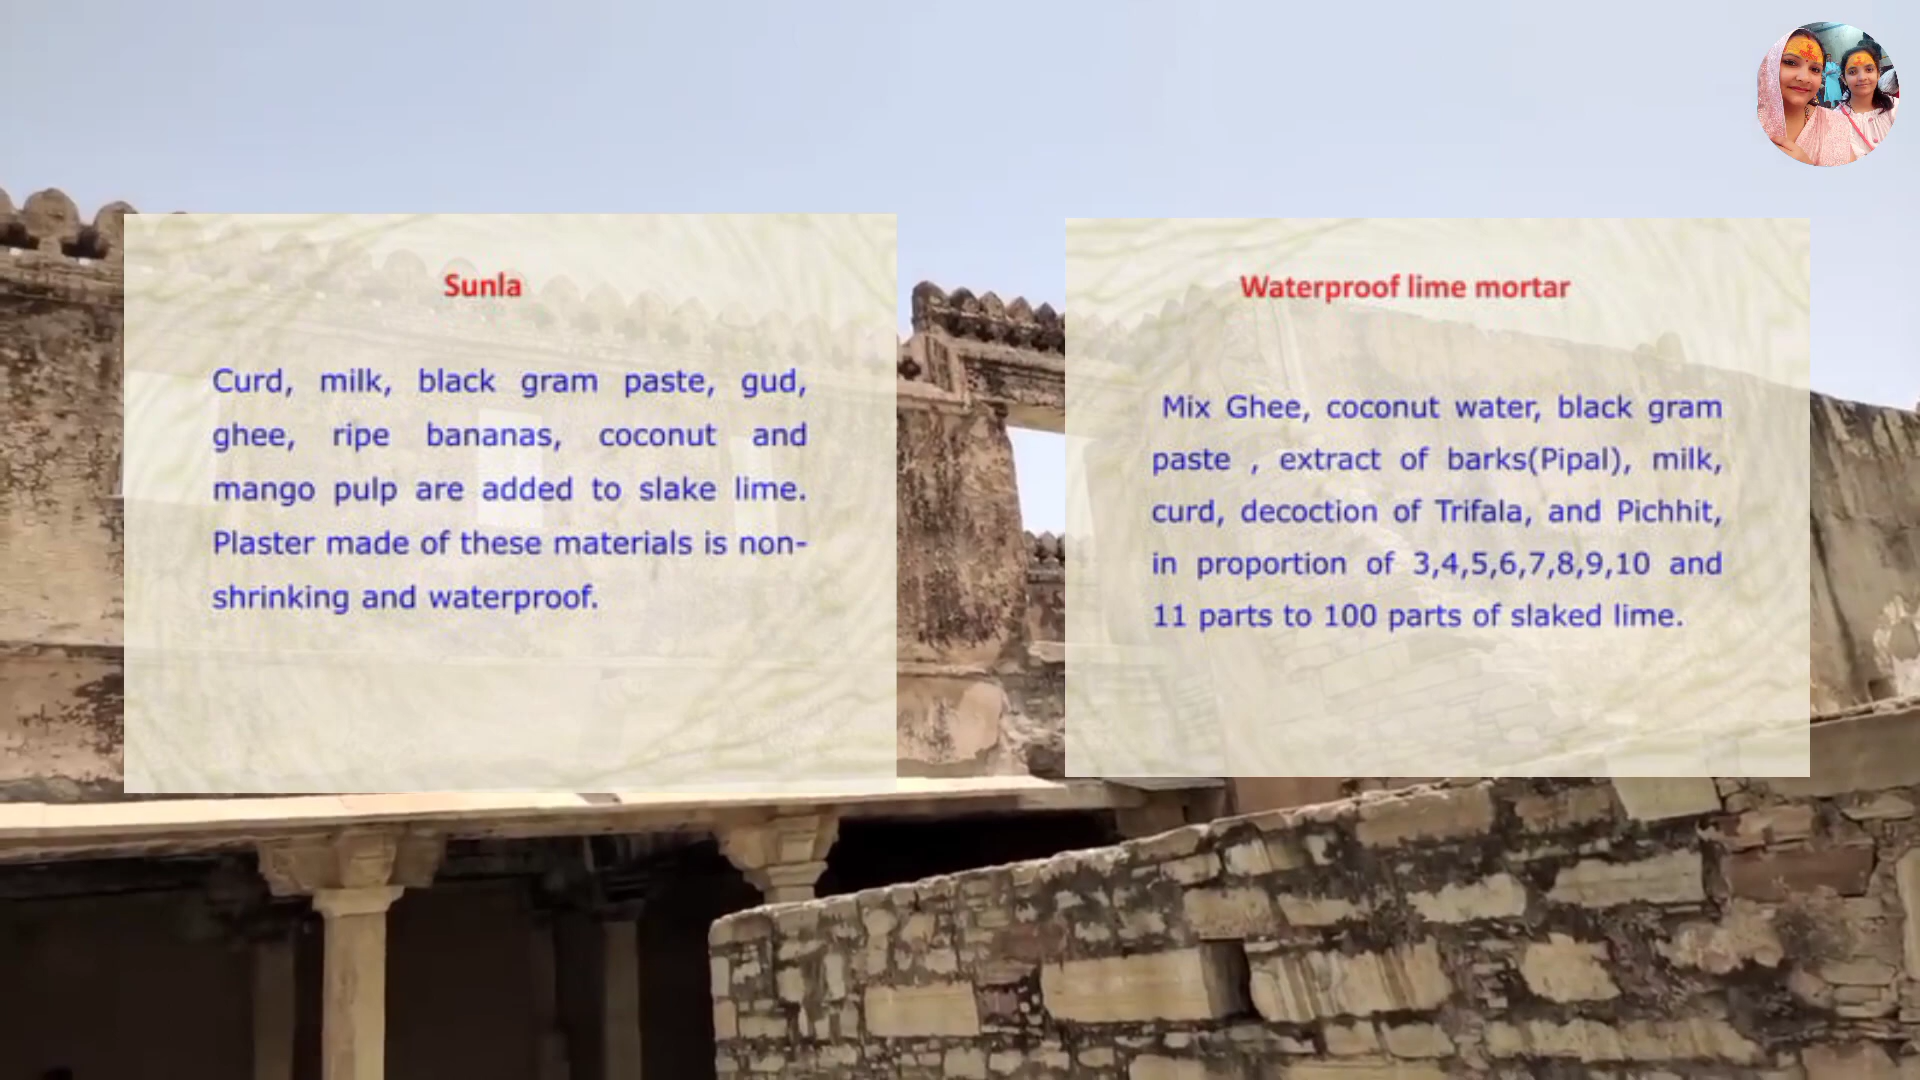 Sunla
Curd, milk, black gram paste, gud,
ghee, ripe bananas, coconut and
mango pulp are added to slake lime.
Plaster made of these materials is non-
shrinking and waterproof.
Waterproof lime mortar
Mix Ghee, coconut water, black gram
paste , extract of barks(Pipal), milk,
curd, decoction of Trifala, and Pichhit,
in proportion of 3,4,5,6,7,8,9,10 and
11 parts to 100 parts of slaked lime.